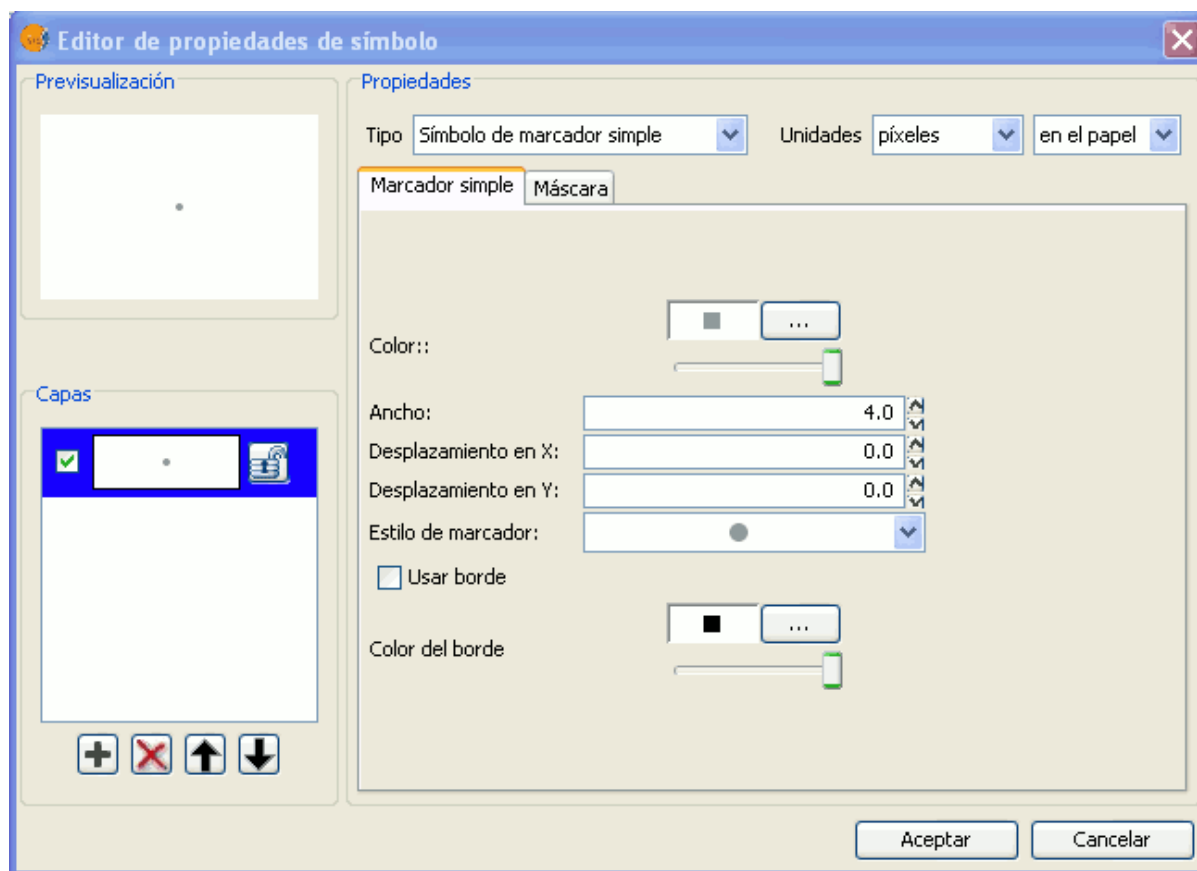 Editor de propiedades de símbolo
Previsualización
Propiedades
Tipo Símbolo de marcador simple Unidades píxeles en el papel
Marcador simple Máscara
Color::
...
Capas
Ancho: 4.0
Desplazamiento en X: 0.0
Desplazamiento en Y: 0.0
Estilo de marcador:
Usar borde
Color del borde
...
Aceptar Cancelar